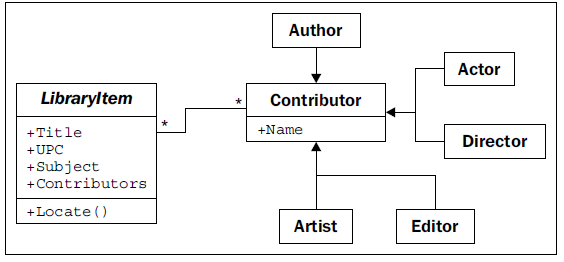 Author
Actor
LibraryItem
* Contributor
+Name
*
+Title
+UPC
+Subject
+Contributors
+Locate()
Director
Artist
Editor